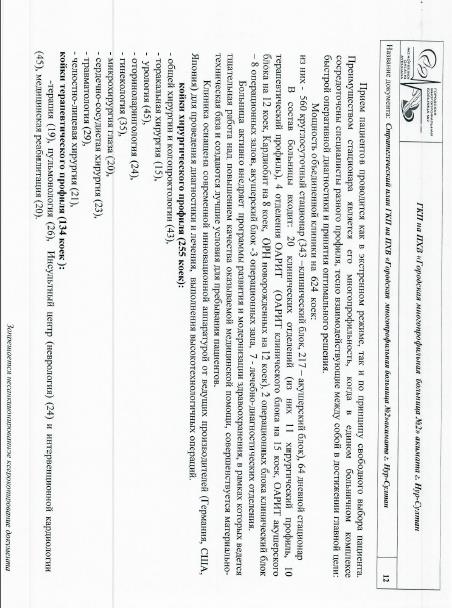 ГОРОДСКАЯ
МНОГОПРОФИЛЬНАЯ
БОЛЬНИЦА №2
ГКП на ПХВ «Городская многопрофильная больница №2» акимата г. Нур-Султан
Название документа: Стратегический план ГКП на ПХВ «Городская многопрофильная больница №2»акимата г. Нур-Султан
12
Прием пациентов проводится как в экстренном режиме, так и по принципу свободного выбора пациента.
Преимуществом стационара является его многопрофильность, когда в едином больничном комплексе
сосредоточены специалисты разного профиля, тесно взаимодействующие между собой в достижении главной цели:
быстрой оперативной диагностики и принятия оптимального решения.
Мощность объединенной клиники на 624 коек:
из них - 560 круглосуточный стационар (343 –клинический блок, 217 – акушерский блок), 64 дневной стационар
В состав больницы входит: 20 клинических отделений (из них 11 хирургический профиль, 10
терапевтический профиль), 4 отделения ОАРИТ (ОАРИТ клинического блока на 15 коек, ОАРИТ акушерского
блока на 12 коек, Кардиобит на 8 коек, ОРН новорожденных на 12 коек), 2 операционных блока клинический блок
– 8 операционных залов, акушерский блок -3 операционных зала, 7 - лечебно-диагностических отделения.
Больница активно внедряет программы развития и модернизации здравоохранения, в рамках которых ведется
тщательная работа над повышением качества оказываемой медицинской помощи, совершенствуется материально-
техническая база и создаются лучшие условия для пребывания пациентов.
Клиника оснащена современной инновационной аппаратурой от ведущих производителей (Германия, США,
Япония) для проведения диагностики и лечения, выполнения высокотехнологичных операций.
койки хирургического профиля (255 коек):
- общей хирургии и колопроктологии (43),
- торакальная хирургия (15),
- урология (45),
- оториноларингология (24),
- гинекология (35),
- микрохирургия глаза (20),
- сердечно-сосудистая хирургия (23),
- травматология (29),
- челюстно-лицевая хирургия (21),
койки терапевтического профиля (134 коек ):
-терапия (19), пульмонология (26), Инсультный центр (неврология) (24) и интервенционной кардиологии
(45), медицинская реабилитация (20).
Запрещается несанкционированное ксерокопирование документа